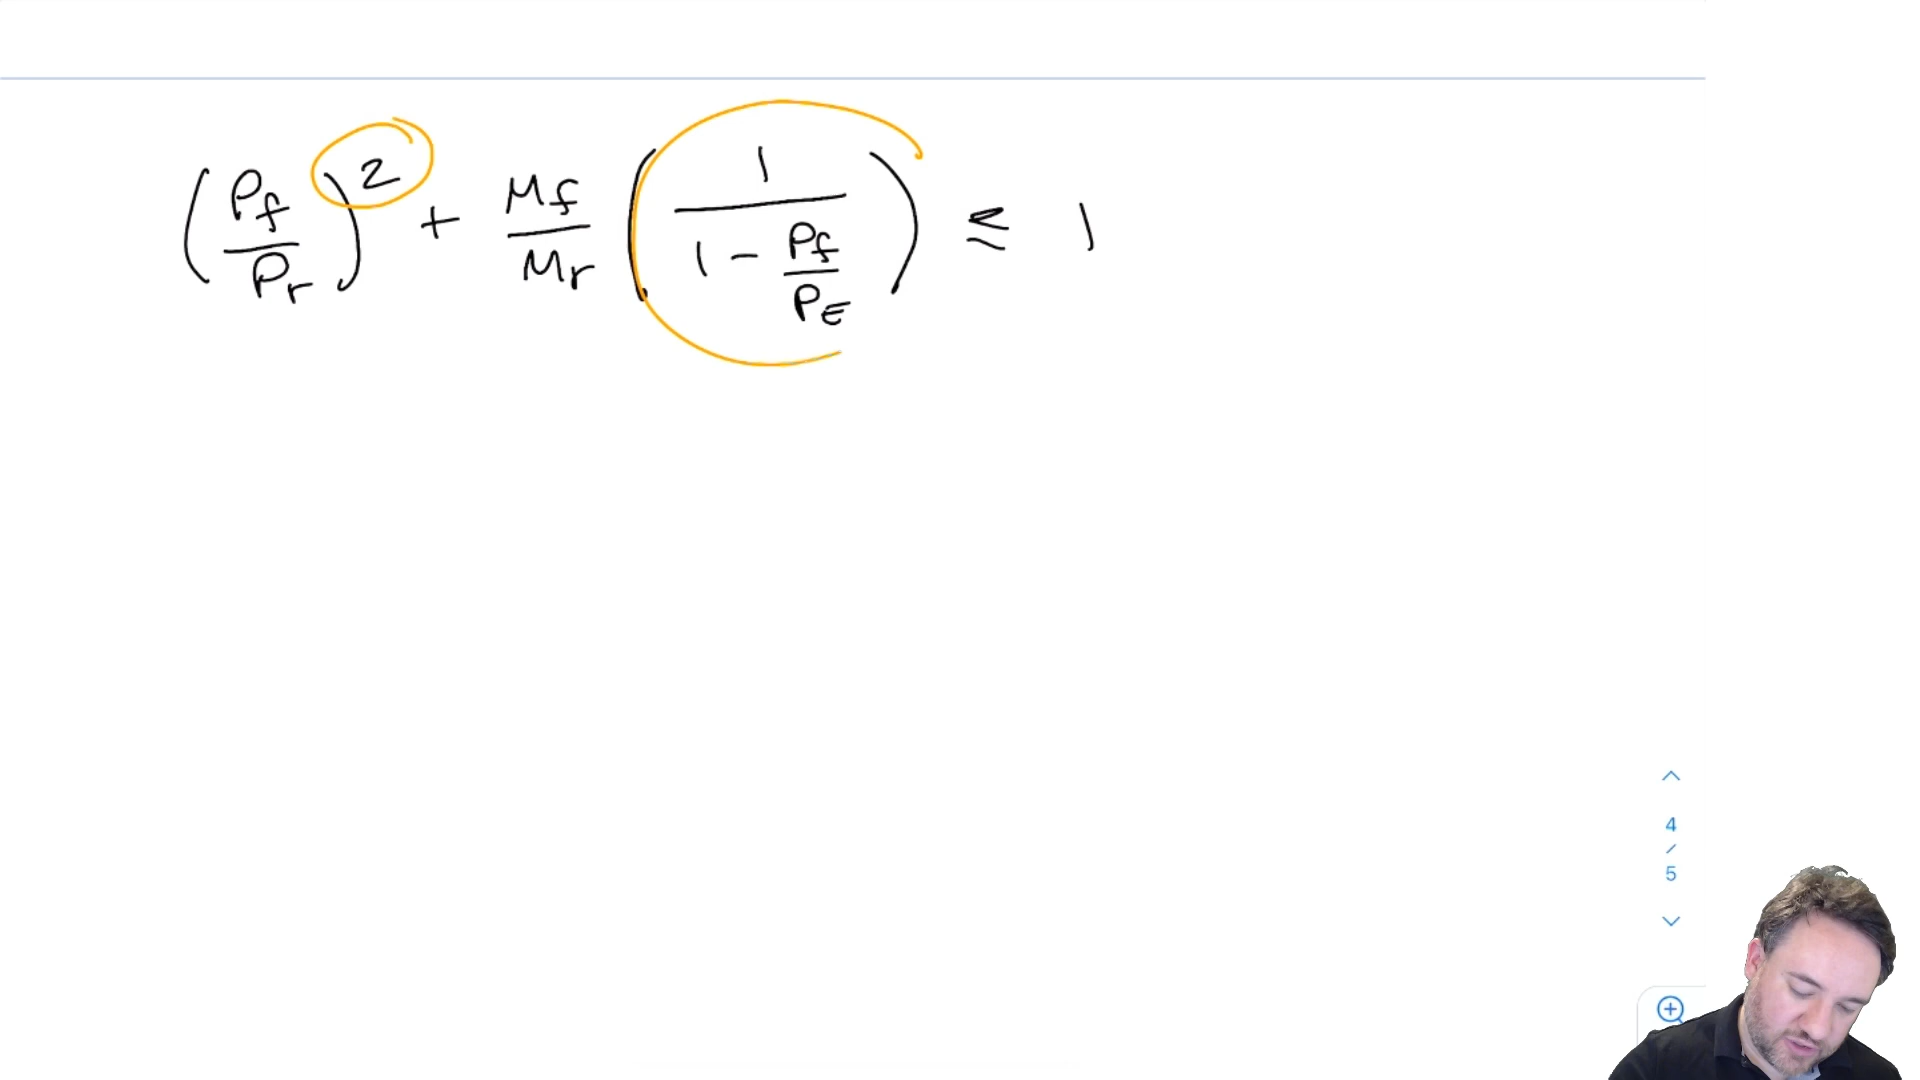 (Pf/Pr)² + Mf/Mr (1/(1 - Pf/PE)) ≤ 1
4
/
5